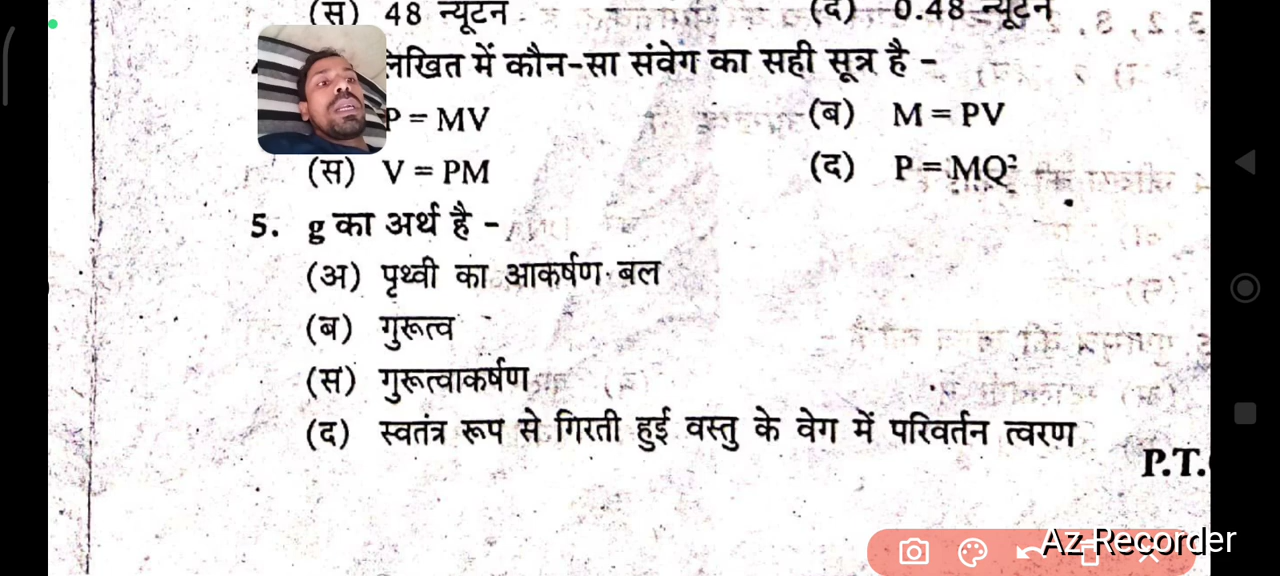 (स) 48 न्यूटन (द) 0.48 न्यूटन
में कौन-सा संवेग का सही सूत्र है -
P = MV (ब) M = PV
(स) V = PM (द) P = MQ²
5. g का अर्थ है -
(अ) पृथ्वी का आकर्षण बल
(ब) गुरूत्व
(स) गुरूत्वाकर्षण
(द) स्वतंत्र रूप से गिरती हुई वस्तु के वेग में परिवर्तन त्वरण
P.T.
Az Recorder